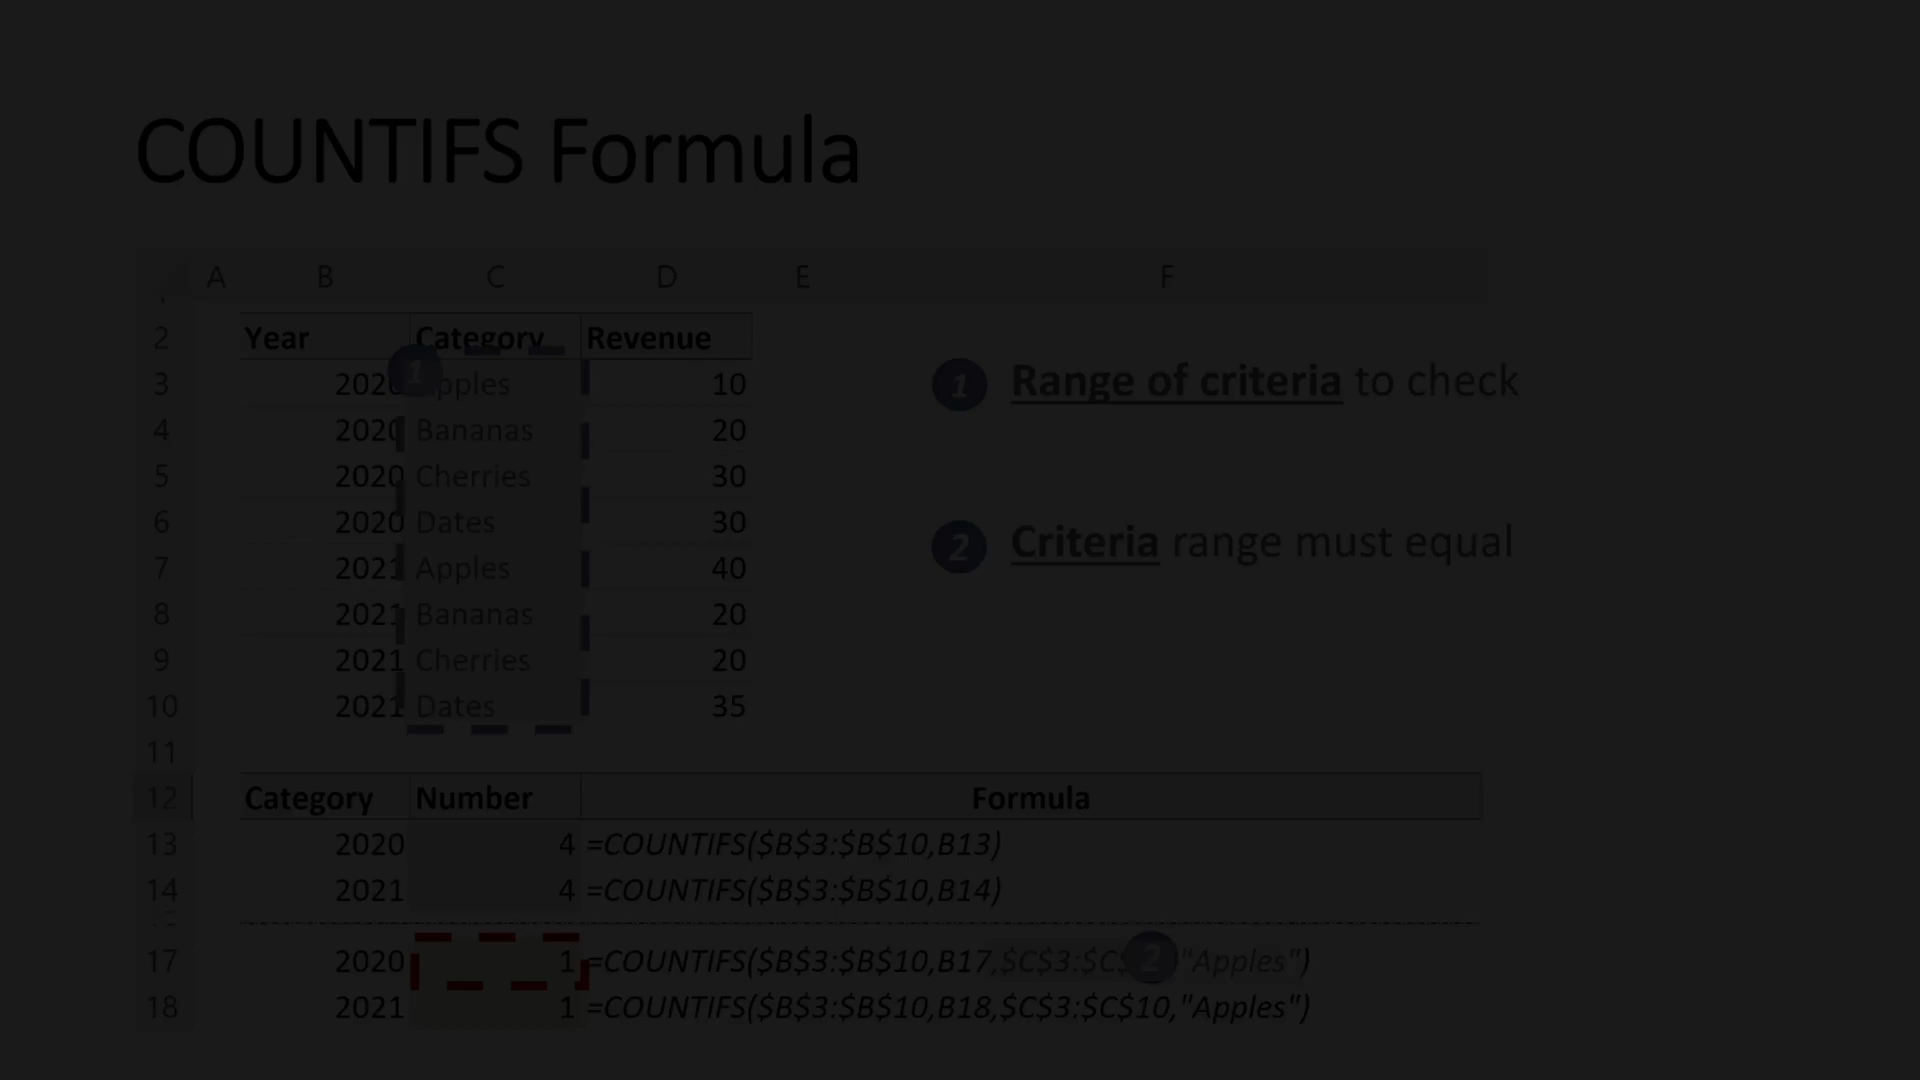 COUNTIFS Formula
A B C D E F
2 Year Category Revenue
3 2020 pples 10
1 Range of criteria to check
4 2020 Bananas 20
5 2020 Cherries 30
6 2020 Dates 30
2 Criteria range must equal
7 2021 Apples 40
8 2021 Bananas 20
9 2021 Cherries 20
10 2021 Dates 35
11
12 Category Number Formula
13 2020 4 =COUNTIFS($B$3:$B$10,B13)
14 2021 4 =COUNTIFS($B$3:$B$10,B14)
17 2020 1 =COUNTIFS($B$3:$B$10,B17,$C$3:$C$ 2 "Apples")
18 2021 1 =COUNTIFS($B$3:$B$10,B18,$C$3:$C$10,"Apples")